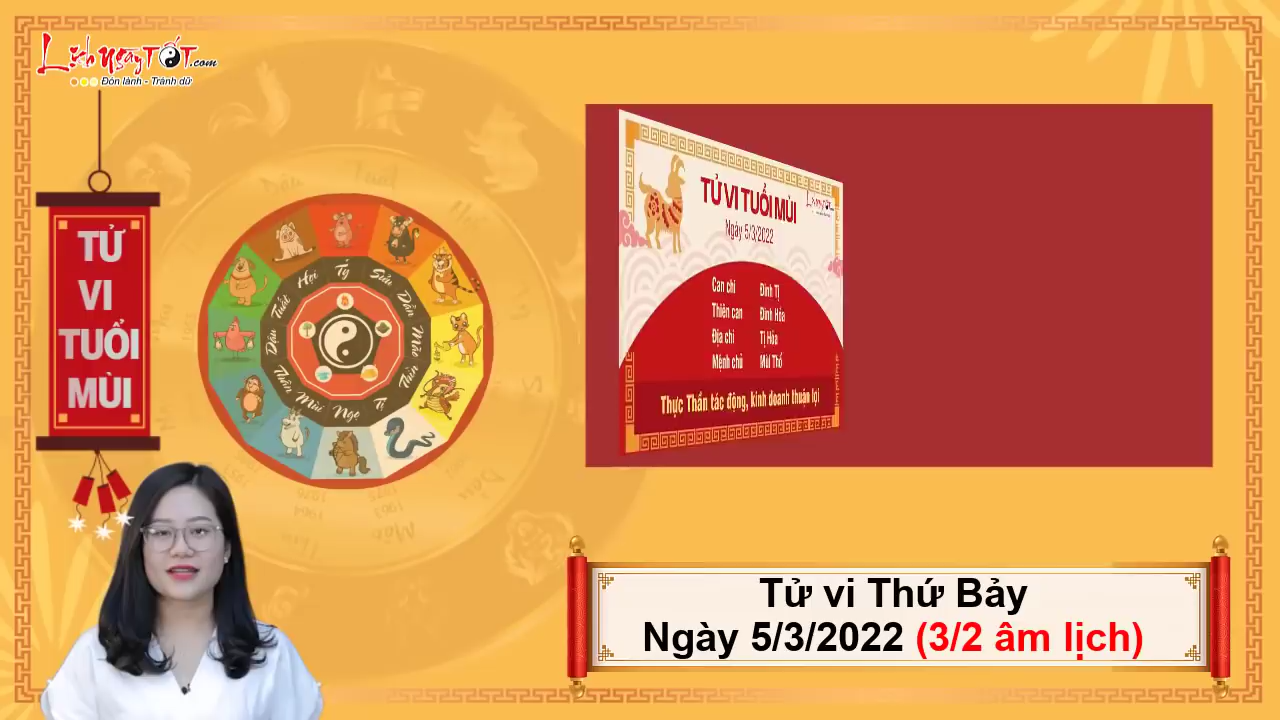 LịchNgàyTỐT.com
Đón lành - Tránh dữ
TỬ
VI
TUỔI
MÙI
Tý
Sửu
Dần
Mão
Thìn
Tị
Ngọ
Mùi
Thân
Dậu
Tuất
Hợi
TỬ VI TUỔI MÙI
Ngày 5/3/2022
Can chi Đinh Tị
Thiên can Đinh Hỏa
Địa chi Tị Hỏa
Mệnh chủ Mùi Thổ
Thực Thần tác động, kinh doanh thuận lợi
Tử vi Thứ Bảy
Ngày 5/3/2022 (3/2 âm lịch)